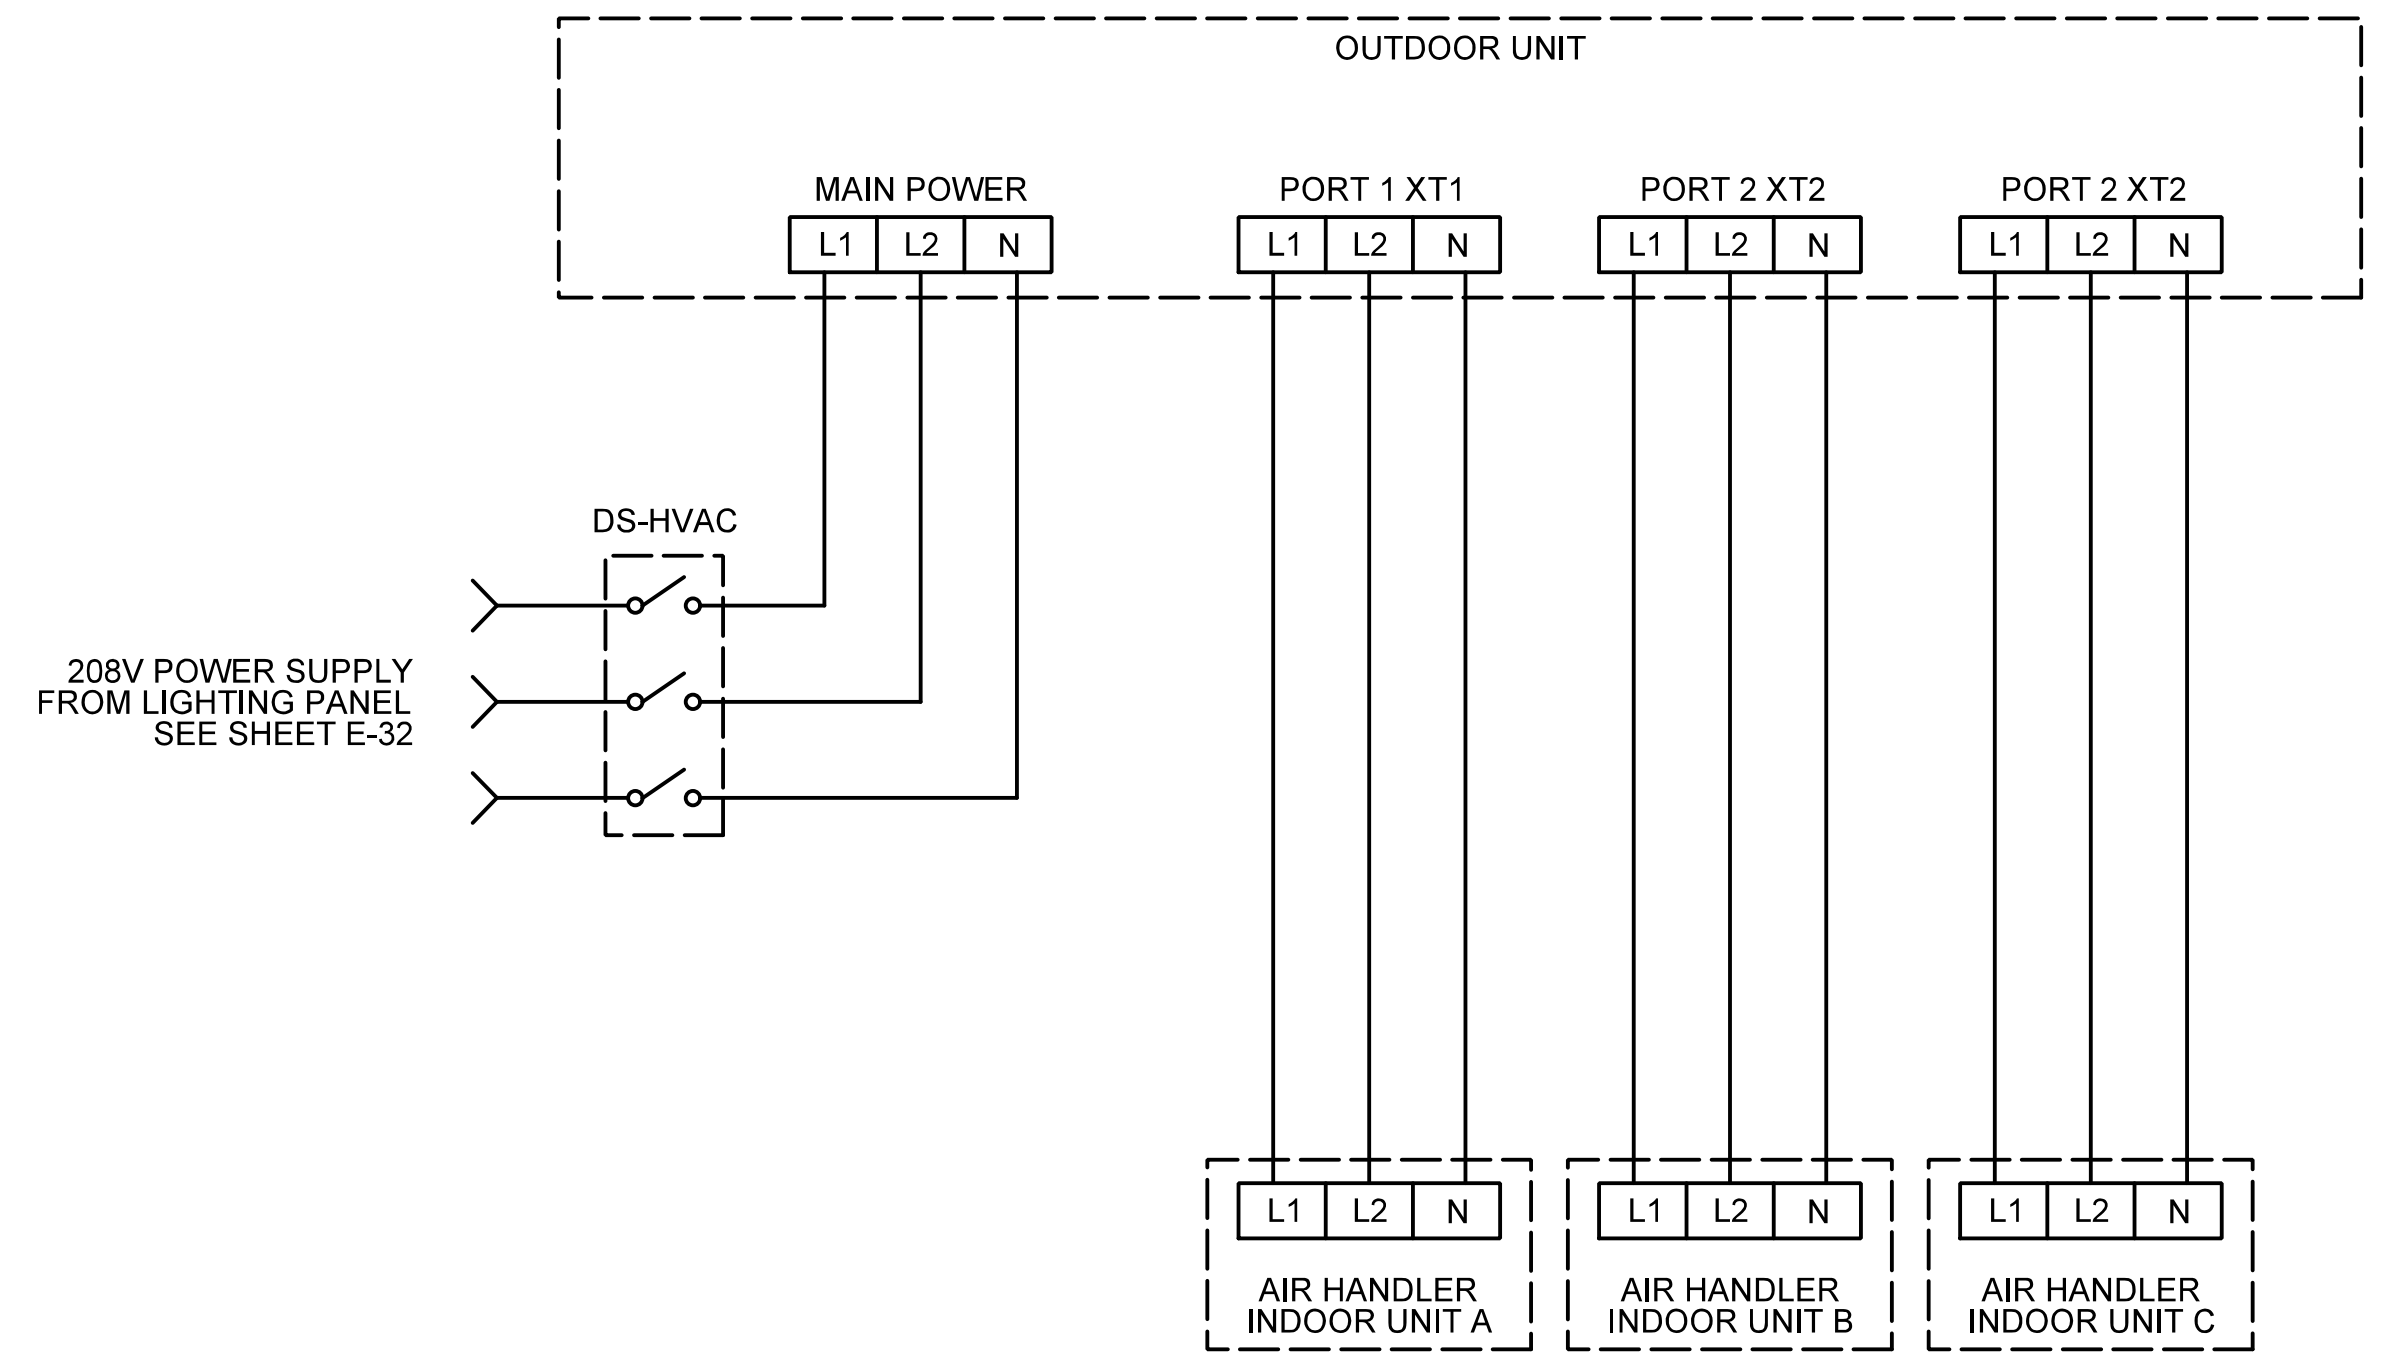 OUTDOOR UNIT
MAIN POWER
L1 L2 N
PORT 1 XT1
L1 L2 N
PORT 2 XT2
L1 L2 N
PORT 2 XT2
L1 L2 N
DS-HVAC
208V POWER SUPPLY
FROM LIGHTING PANEL
SEE SHEET E-32
L1 L2 N
AIR HANDLER
INDOOR UNIT A
L1 L2 N
AIR HANDLER
INDOOR UNIT B
L1 L2 N
AIR HANDLER
INDOOR UNIT C